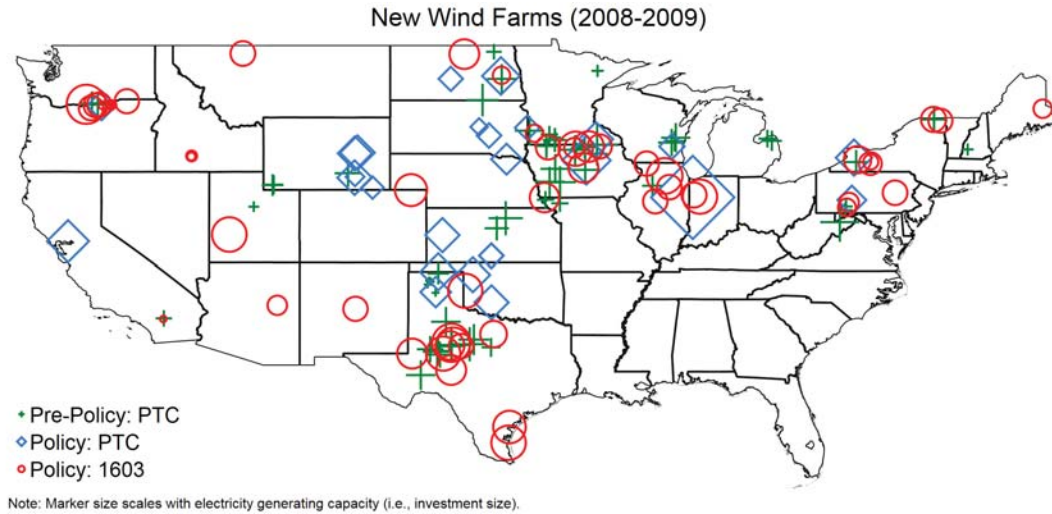 New Wind Farms (2008-2009)
Pre-Policy: PTC
Policy: PTC
Policy: 1603
Note: Marker size scales with electricity generating capacity (i.e., investment size).